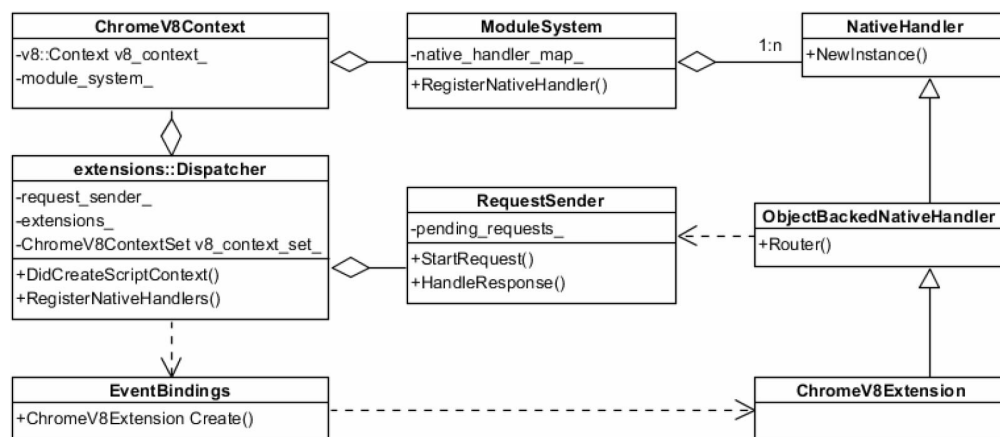 ChromeV8Context
-v8::Context v8_context_
-module_system_
ModuleSystem
-native_handler_map_
+RegisterNativeHandler()
1:n
NativeHandler
+NewInstance()
extensions::Dispatcher
-request_sender_
-extensions_
-ChromeV8ContextSet v8_context_set_
+DidCreateScriptContext()
+RegisterNativeHandlers()
RequestSender
-pending_requests_
+StartRequest()
+HandleResponse()
ObjectBackedNativeHandler
+Router()
EventBindings
+ChromeV8Extension Create()
ChromeV8Extension